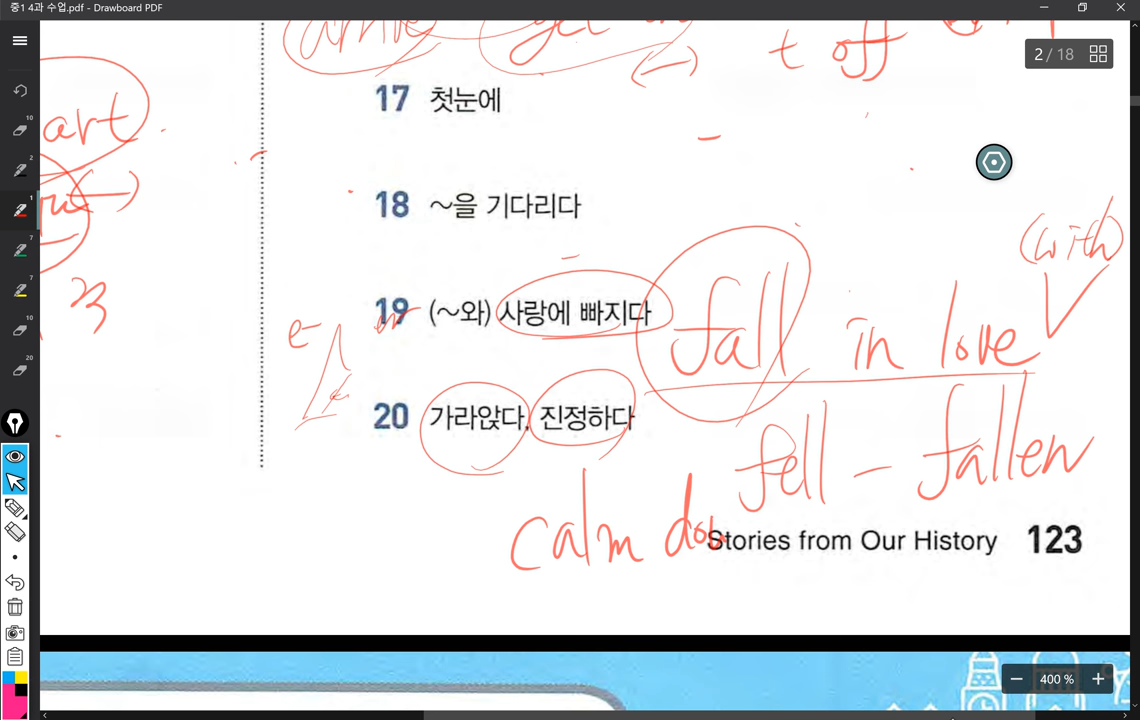 중1 4과 수업.pdf - Drawboard PDF
2 / 18
t off
17 첫눈에
art
18 ~을 기다리다
(with)
19 (~와) 사랑에 빠지다 fall in love
20 가라앉다, 진정하다
fell - fallen
calm dow
Stories from Our History 123
400 %